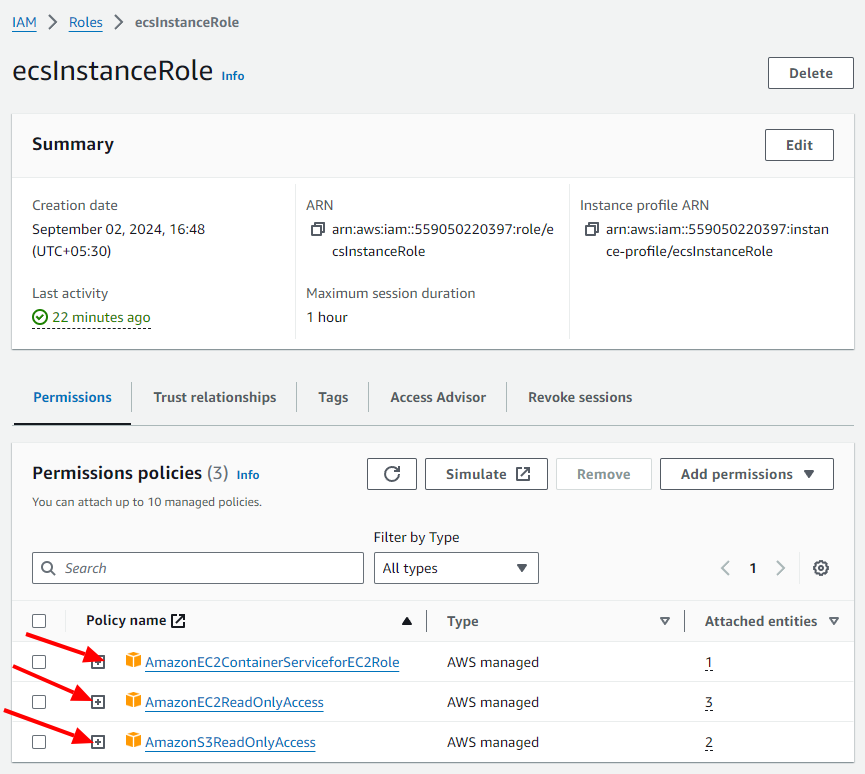 IAM > Roles > ecsInstanceRole
ecsInstanceRole Info
Delete
Summary
Edit
Creation date
September 02, 2024, 16:48
(UTC+05:30)
ARN
arn:aws:iam::559050220397:role/e
csInstanceRole
Instance profile ARN
arn:aws:iam::559050220397:instan
ce-profile/ecsInstanceRole
Last activity
22 minutes ago
Maximum session duration
1 hour
Permissions Trust relationships Tags Access Advisor Revoke sessions
Permissions policies (3) Info
Simulate Remove Add permissions
You can attach up to 10 managed policies.
Filter by Type
Search All types 1
Policy name Type Attached entities
AmazonEC2ContainerServiceforEC2Role AWS managed 1
AmazonEC2ReadOnlyAccess AWS managed 3
AmazonS3ReadOnlyAccess AWS managed 2